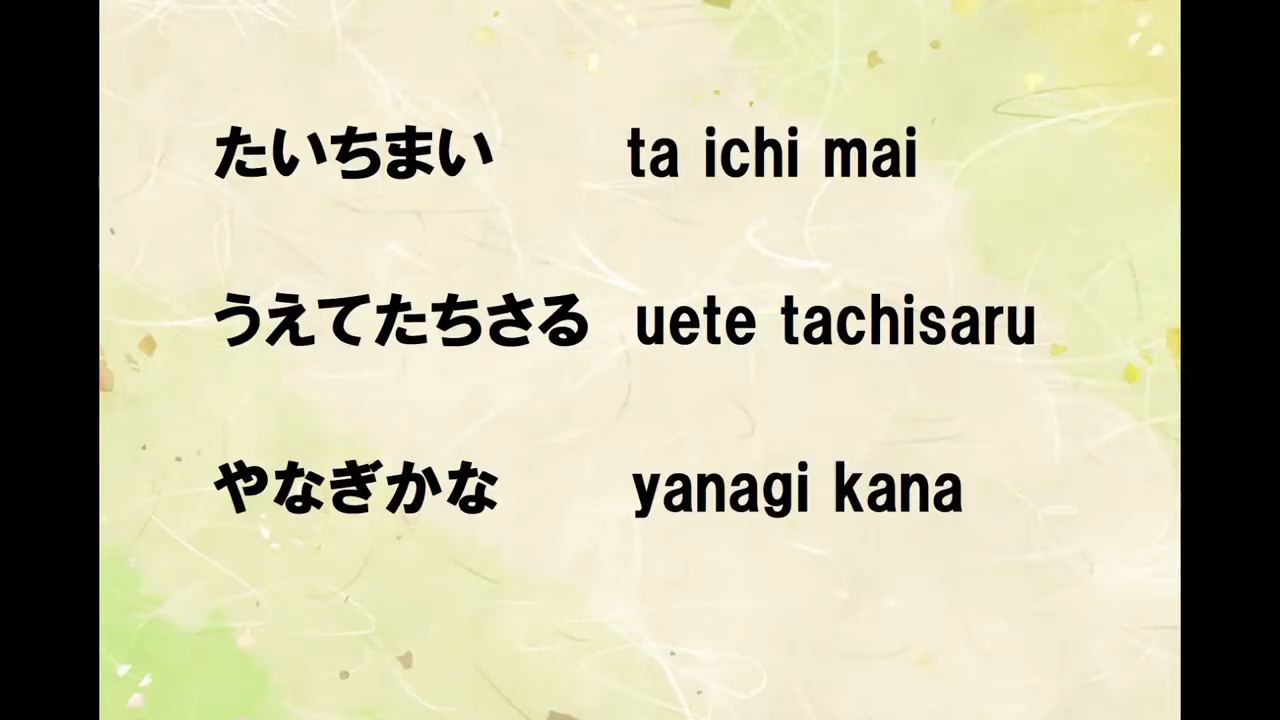 たいちまい ta ichi mai
うえてたちさる uete tachisaru
やなぎかな yanagi kana